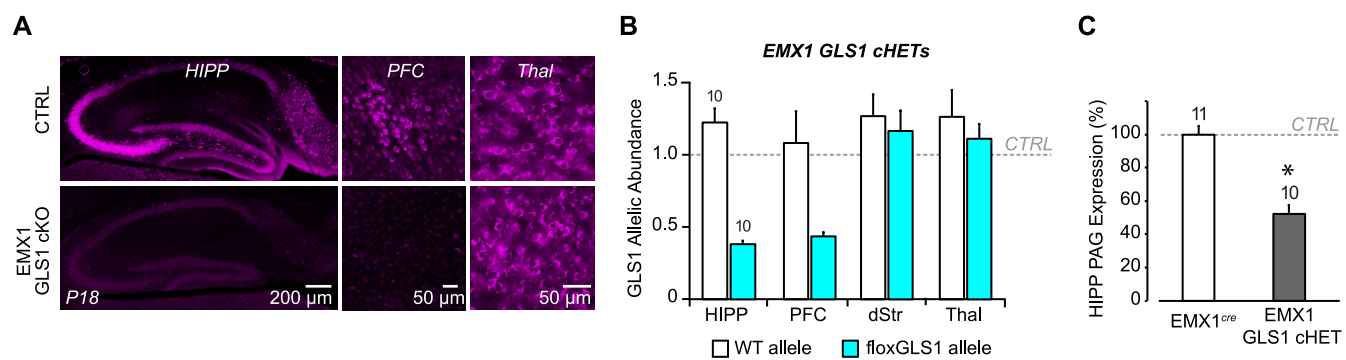 A
HIPP
PFC
Thal
CTRL
EMX1
GLS1 cKO
P18
200 µm
50 µm
50 µm
B
EMX1 GLS1 cHETs
GLS1 Allelic Abundance
1.5
1.0
0.5
0
10
10
CTRL
HIPP
PFC
dStr
Thal
WT allele
floxGLS1 allele
C
HIPP PAG Expression (%)
100
80
60
40
20
0
11
CTRL
*
10
EMX1cre
EMX1
GLS1 cHET